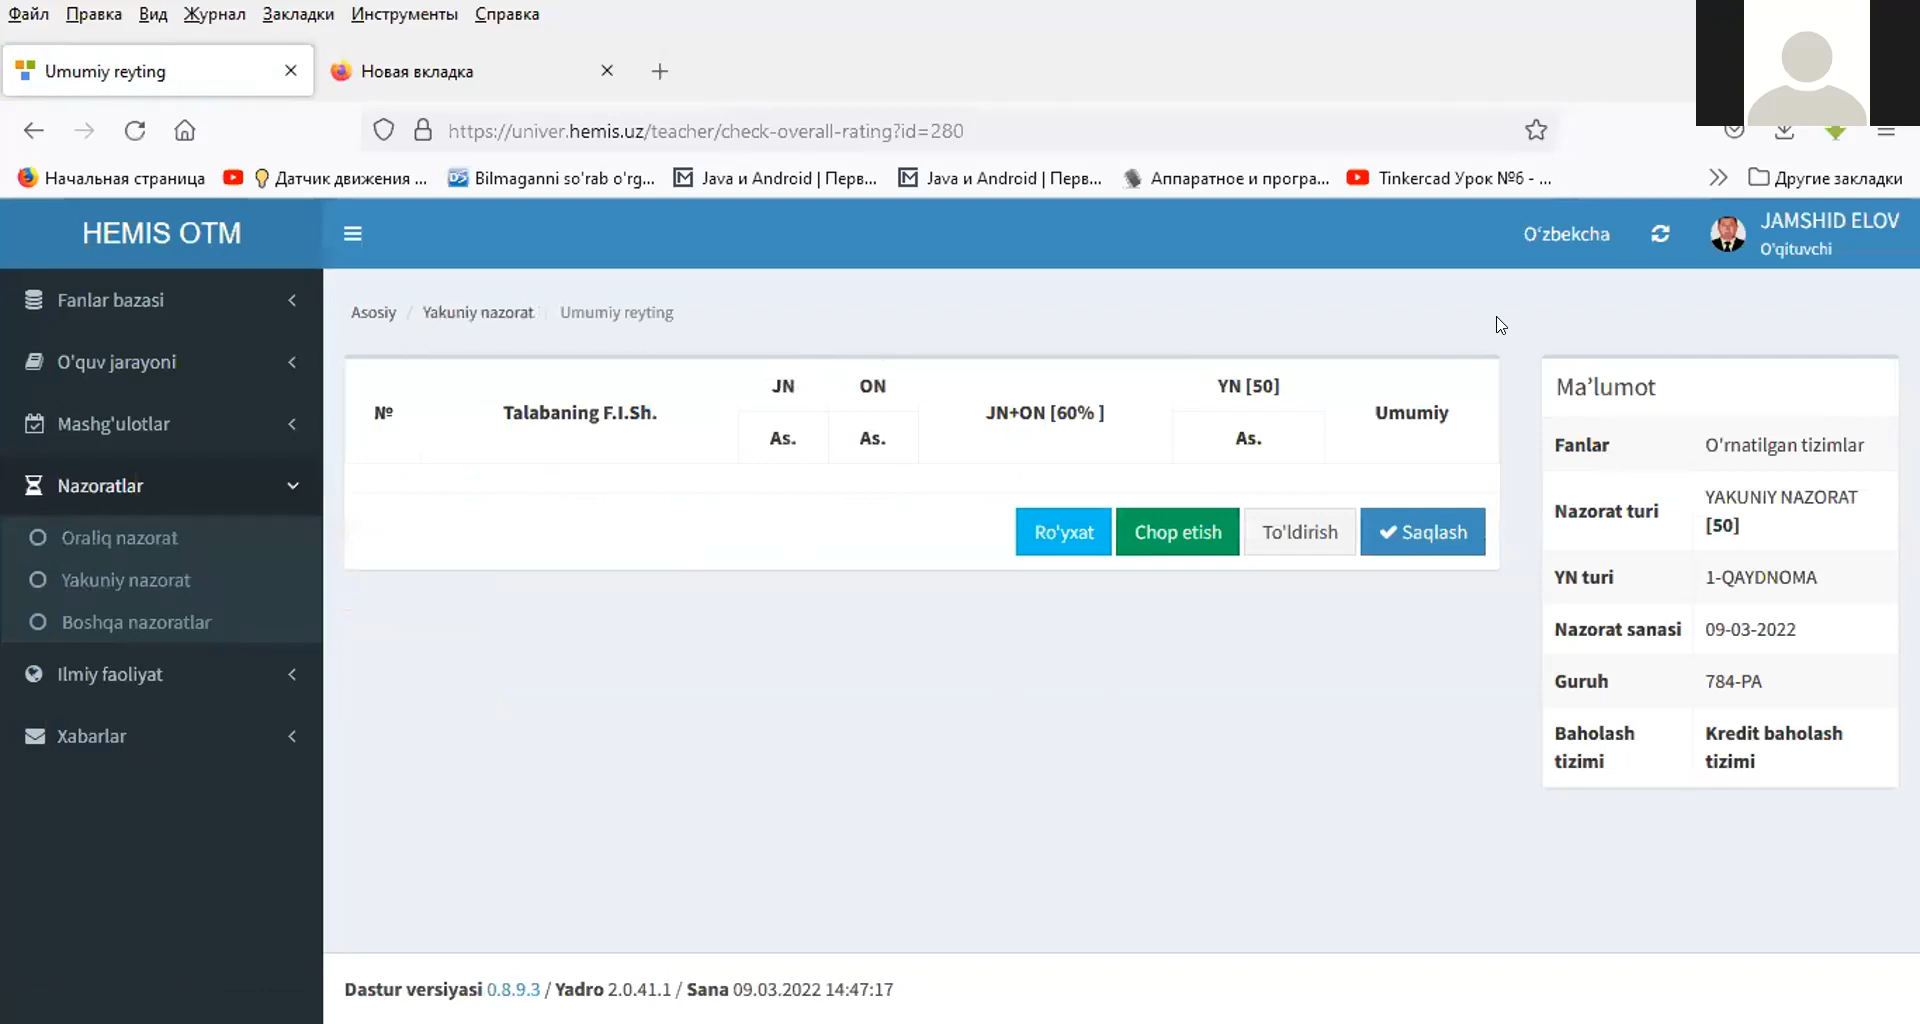 Файл Правка Вид Журнал Закладки Инструменты Справка
Umumiy reyting
Новая вкладка
https://univer.hemis.uz/teacher/check-overall-rating?id=280
Начальная страница
Датчик движения ...
Bilmaganni so'rab o'rg...
Java и Android | Перв...
Java и Android | Перв...
Аппаратное и програ...
Tinkercad Урок №6 - ...
Другие закладки
HEMIS OTM
O‘zbekcha
JAMSHID ELOV
O'qituvchi
Fanlar bazasi
O'quv jarayoni
Mashg'ulotlar
Nazoratlar
Oraliq nazorat
Yakuniy nazorat
Boshqa nazoratlar
Ilmiy faoliyat
Xabarlar
Asosiy / Yakuniy nazorat / Umumiy reyting
№ Talabaning F.I.Sh. JN ON JN+ON [60% ] YN [50] Umumiy
As. As. As.
Ro'yxat Chop etish To'ldirish Saqlash
Ma’lumot
Fanlar O'rnatilgan tizimlar
Nazorat turi YAKUNIY NAZORAT
[50]
YN turi 1-QAYDNOMA
Nazorat sanasi 09-03-2022
Guruh 784-PA
Baholash tizimi Kredit baholash tizimi
Dastur versiyasi 0.8.9.3 / Yadro 2.0.41.1 / Sana 09.03.2022 14:47:17